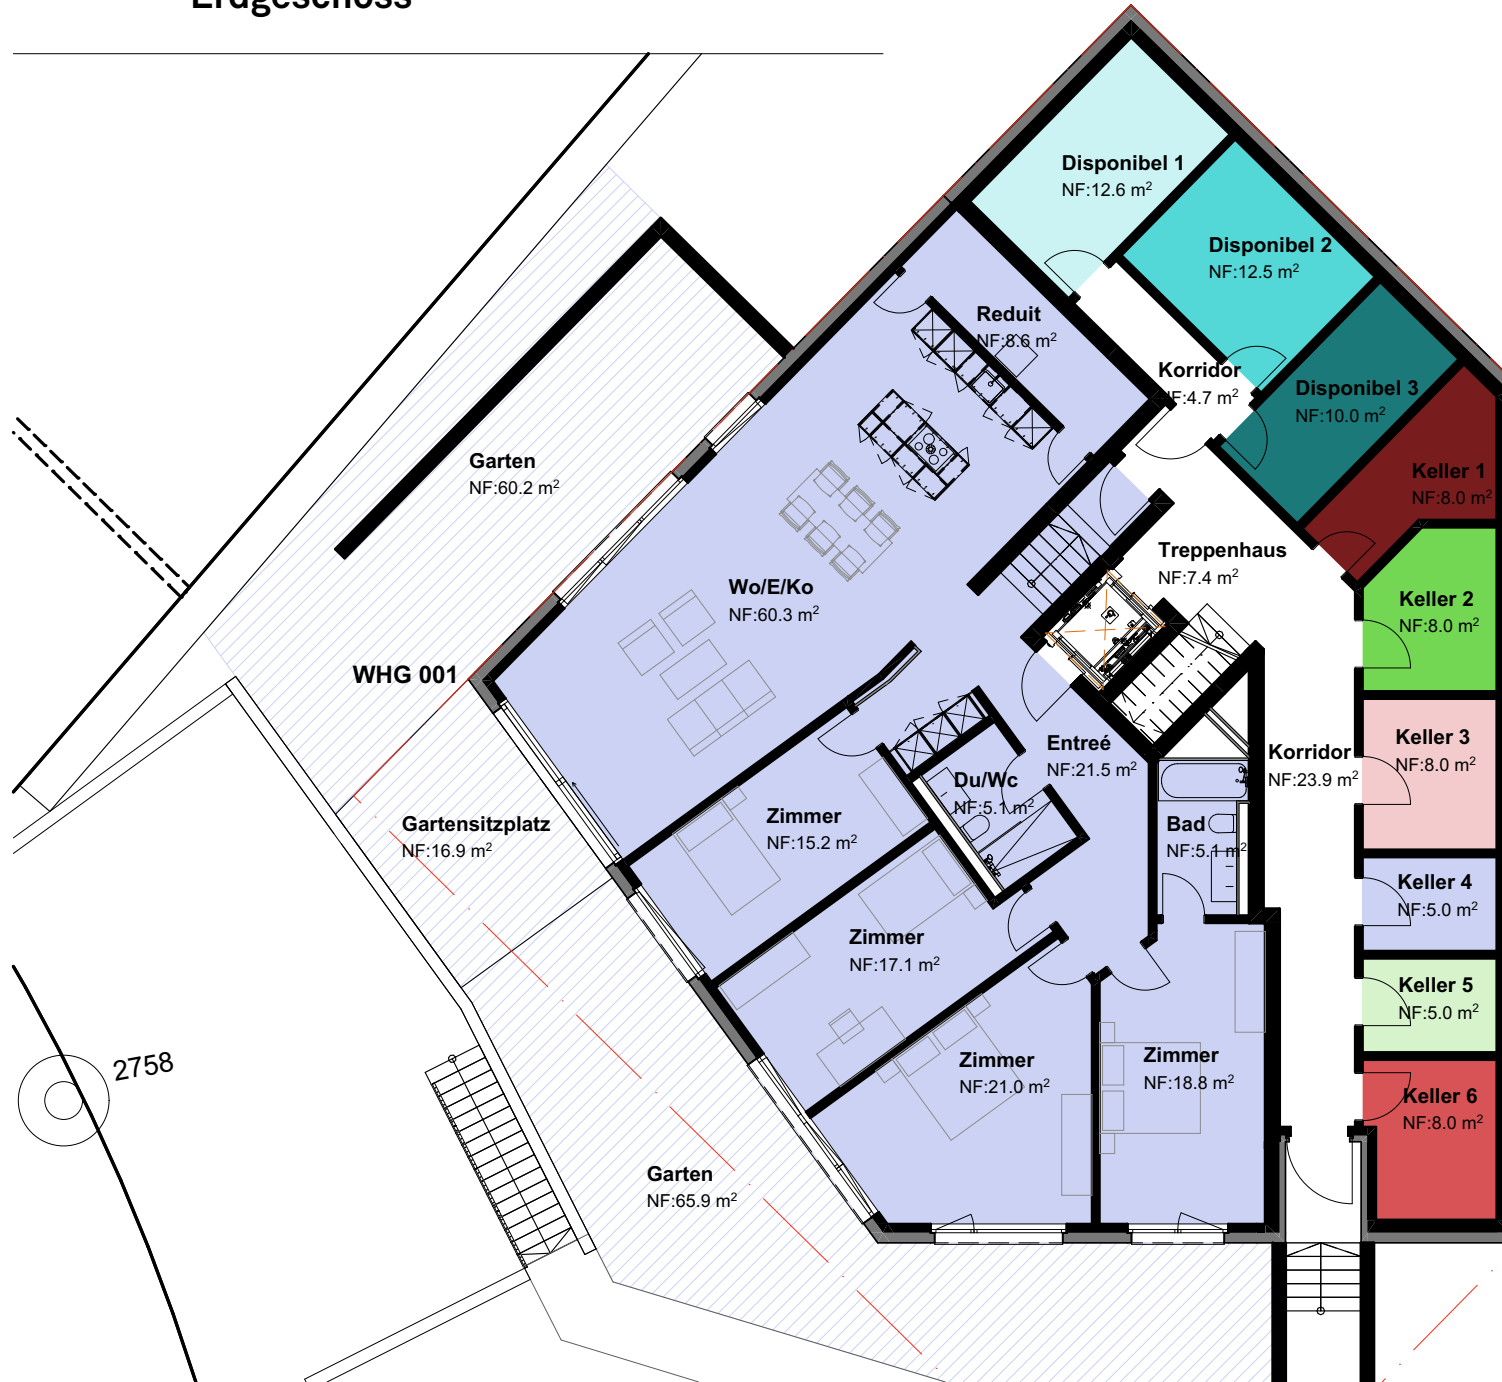 Erdgeschoss
Disponibel 1
NF:12.6 m²
Disponibel 2
NF:12.5 m²
Reduit
NF:8.6 m²
Korridor
NF:4.7 m²
Disponibel 3
NF:10.0 m²
Garten
NF:60.2 m²
Keller 1
NF:8.0 m²
Treppenhaus
NF:7.4 m²
Wo/E/Ko
NF:60.3 m²
Keller 2
NF:8.0 m²
WHG 001
Entreé
NF:21.5 m²
Korridor
NF:23.9 m²
Keller 3
NF:8.0 m²
Du/Wc
NF:5.1 m²
Gartensitzplatz
NF:16.9 m²
Zimmer
NF:15.2 m²
Bad
NF:5.1 m²
Keller 4
NF:5.0 m²
Zimmer
NF:17.1 m²
Keller 5
NF:5.0 m²
2758
Zimmer
NF:21.0 m²
Zimmer
NF:18.8 m²
Keller 6
NF:8.0 m²
Garten
NF:65.9 m²